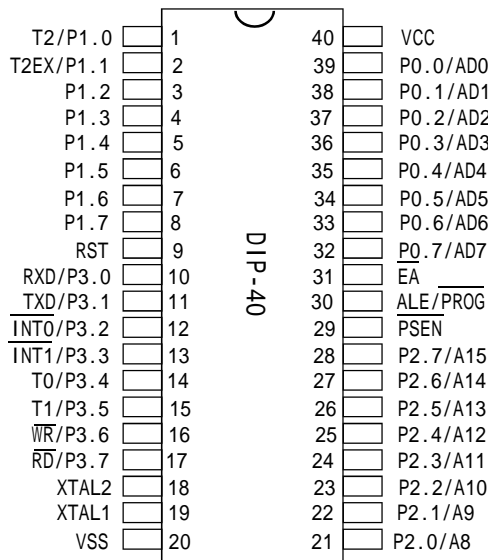 T2/P1.0 1 40 VCC
T2EX/P1.1 2 39 P0.0/AD0
P1.2 3 38 P0.1/AD1
P1.3 4 37 P0.2/AD2
P1.4 5 36 P0.3/AD3
P1.5 6 35 P0.4/AD4
P1.6 7 34 P0.5/AD5
P1.7 8 33 P0.6/AD6
RST 9 32 P0.7/AD7
RXD/P3.0 10 31 E̅A̅
TXD/P3.1 11 30 ALE/P̅R̅O̅G̅
I̅N̅T̅0̅/P3.2 12 29 P̅S̅E̅N̅
I̅N̅T̅1̅/P3.3 13 28 P2.7/A15
T0/P3.4 14 27 P2.6/A14
T1/P3.5 15 26 P2.5/A13
W̅R̅/P3.6 16 25 P2.4/A12
R̅D̅/P3.7 17 24 P2.3/A11
XTAL2 18 23 P2.2/A10
XTAL1 19 22 P2.1/A9
VSS 20 21 P2.0/A8
DIP-40